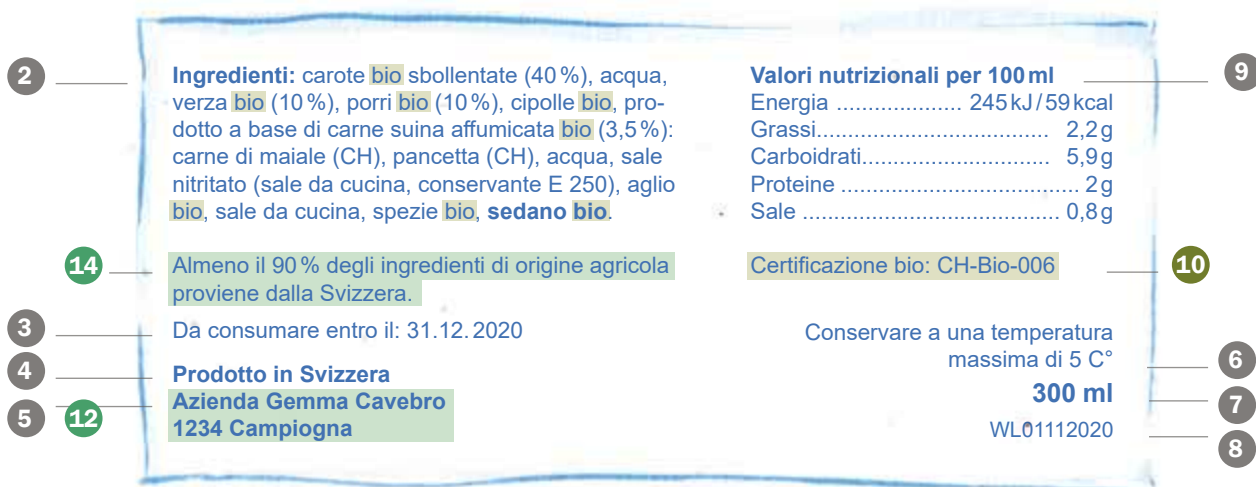 2
Ingredienti: carote bio sbollentate (40 %), acqua,
verza bio (10 %), porri bio (10 %), cipolle bio, pro-
dotto a base di carne suina affumicata bio (3,5 %):
carne di maiale (CH), pancetta (CH), acqua, sale
nitritato (sale da cucina, conservante E 250), aglio
bio, sale da cucina, spezie bio, sedano bio.
14
Almeno il 90 % degli ingredienti di origine agricola
proviene dalla Svizzera.
3
Da consumare entro il: 31.12. 2020
4
Prodotto in Svizzera
5 12
Azienda Gemma Cavebro
1234 Campiogna
Valori nutrizionali per 100 ml
9
Energia .................. 245 kJ / 59 kcal
Grassi................................... 2,2 g
Carboidrati............................. 5,9 g
Proteine .................................... 2 g
Sale ...................................... 0,8 g
Certificazione bio: CH-Bio-006
10
Conservare a una temperatura
massima di 5 C°
6
300 ml
7
WL01112020
8